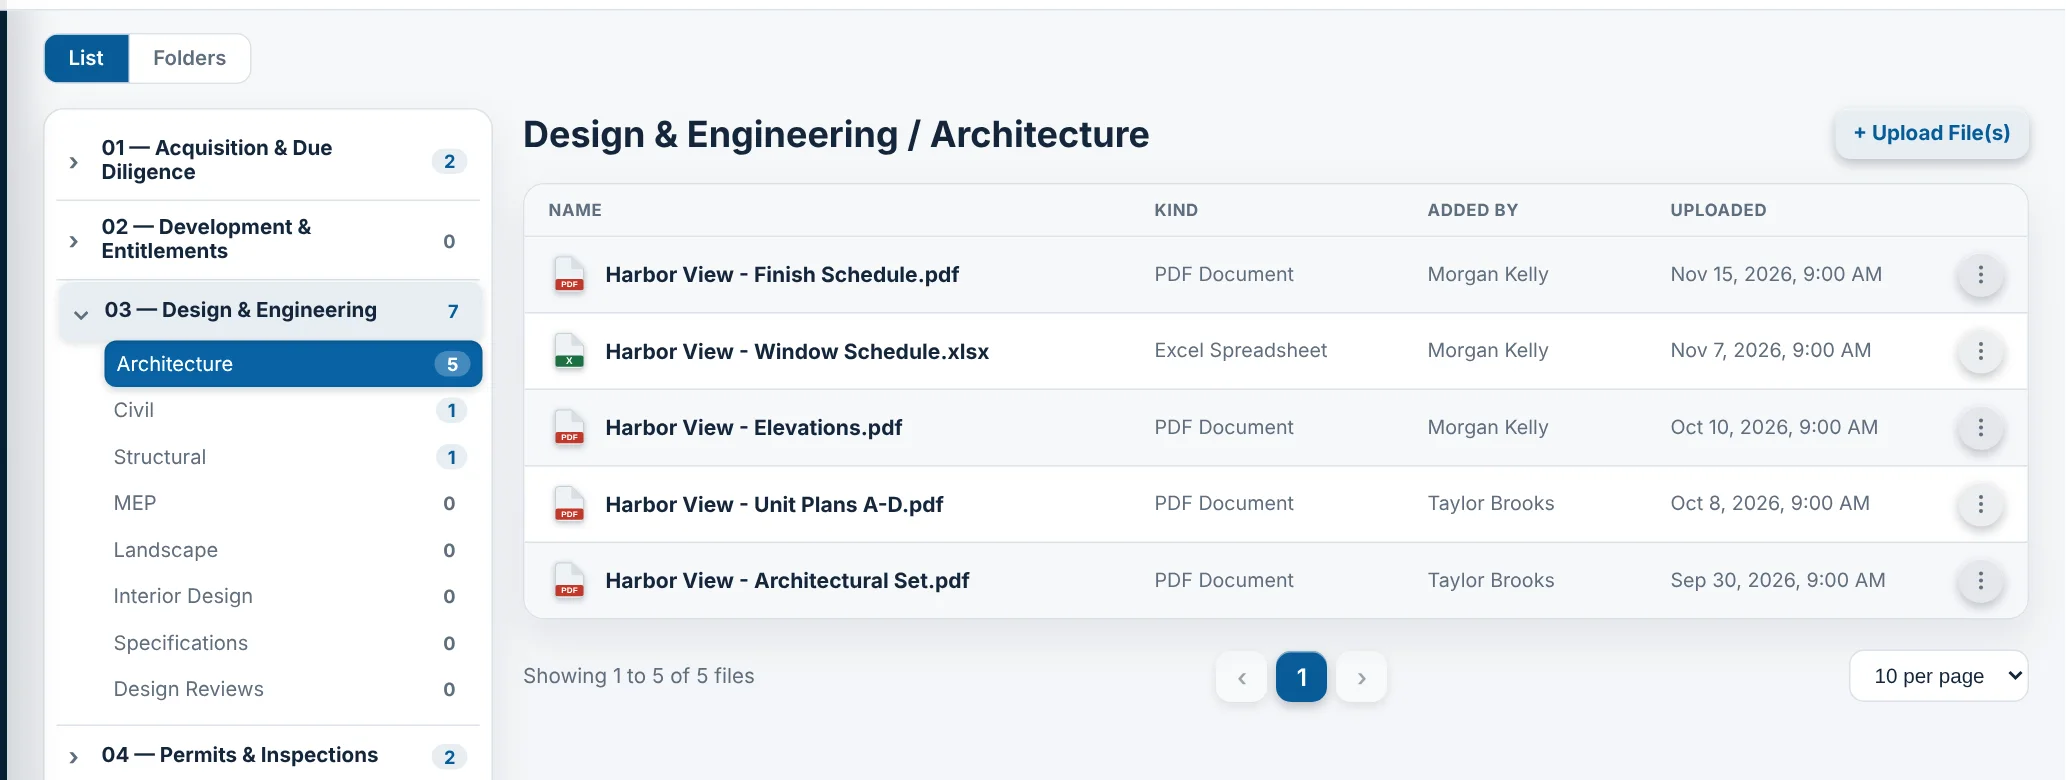 List Folders
01 — Acquisition & Due
Diligence
2
02 — Development &
Entitlements
0
03 — Design & Engineering 7
Architecture 5
Civil 1
Structural 1
MEP 0
Landscape 0
Interior Design 0
Specifications 0
Design Reviews 0
04 — Permits & Inspections 2
Design & Engineering / Architecture
+ Upload File(s)
NAME KIND ADDED BY UPLOADED
PDF Harbor View - Finish Schedule.pdf PDF Document Morgan Kelly Nov 15, 2026, 9:00 AM
X Harbor View - Window Schedule.xlsx Excel Spreadsheet Morgan Kelly Nov 7, 2026, 9:00 AM
PDF Harbor View - Elevations.pdf PDF Document Morgan Kelly Oct 10, 2026, 9:00 AM
PDF Harbor View - Unit Plans A-D.pdf PDF Document Taylor Brooks Oct 8, 2026, 9:00 AM
PDF Harbor View - Architectural Set.pdf PDF Document Taylor Brooks Sep 30, 2026, 9:00 AM
Showing 1 to 5 of 5 files ‹ 1 › 10 per page